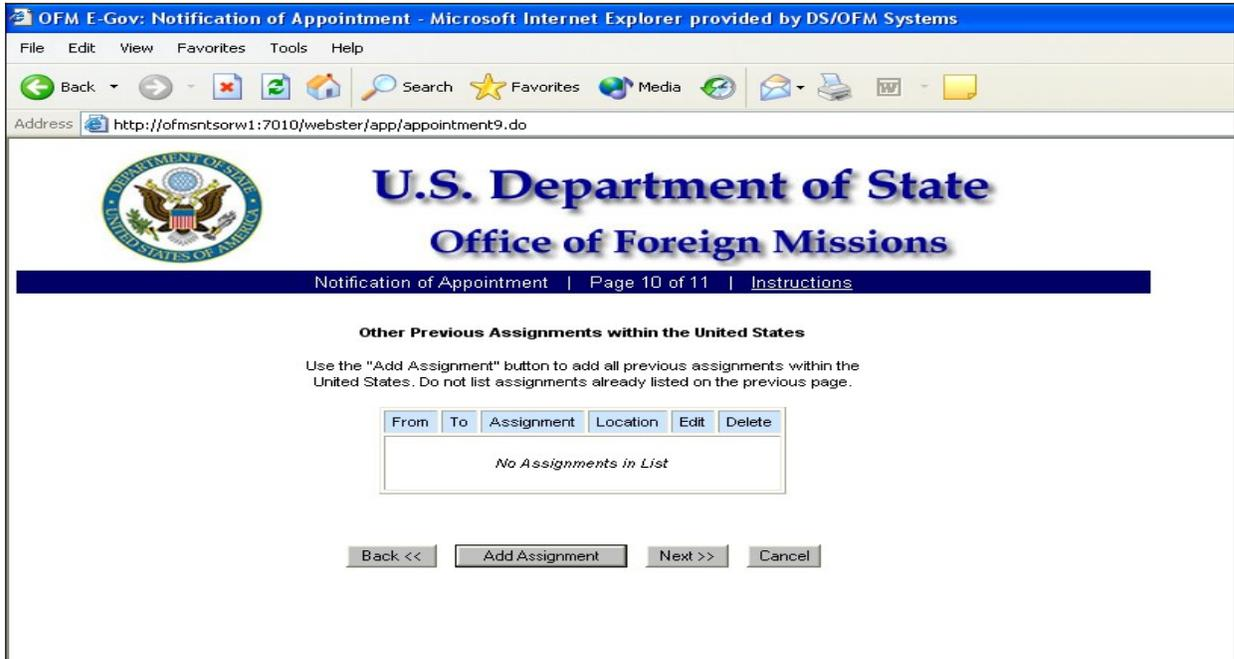 OFM E-Gov: Notification of Appointment - Microsoft Internet Explorer provided by DS/OFM Systems
File Edit View Favorites Tools Help
Back Search Favorites Media
Address http://ofmsntsorw1:7010/webster/app/appointment9.do
DEPARTMENT OF STATE
UNITED STATES OF AMERICA
U.S. Department of State
Office of Foreign Missions
Notification of Appointment | Page 10 of 11 | Instructions
Other Previous Assignments within the United States
Use the "Add Assignment" button to add all previous assignments within the
United States. Do not list assignments already listed on the previous page.
From To Assignment Location Edit Delete
No Assignments in List
Back << Add Assignment Next >> Cancel